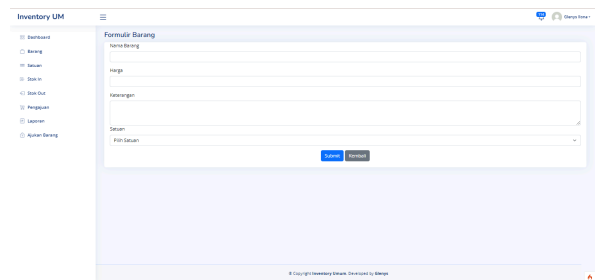 Inventory UM
Glenys Xena
Dashboard
Barang
Satuan
Stok In
Stok Out
Pengajuan
Laporan
Ajukan Barang
Formulir Barang
Nama Barang
Harga
Keterangan
Satuan
Pilih Satuan
Submit Kembali
© Copyright Inventory Umum. Developed by Glenys